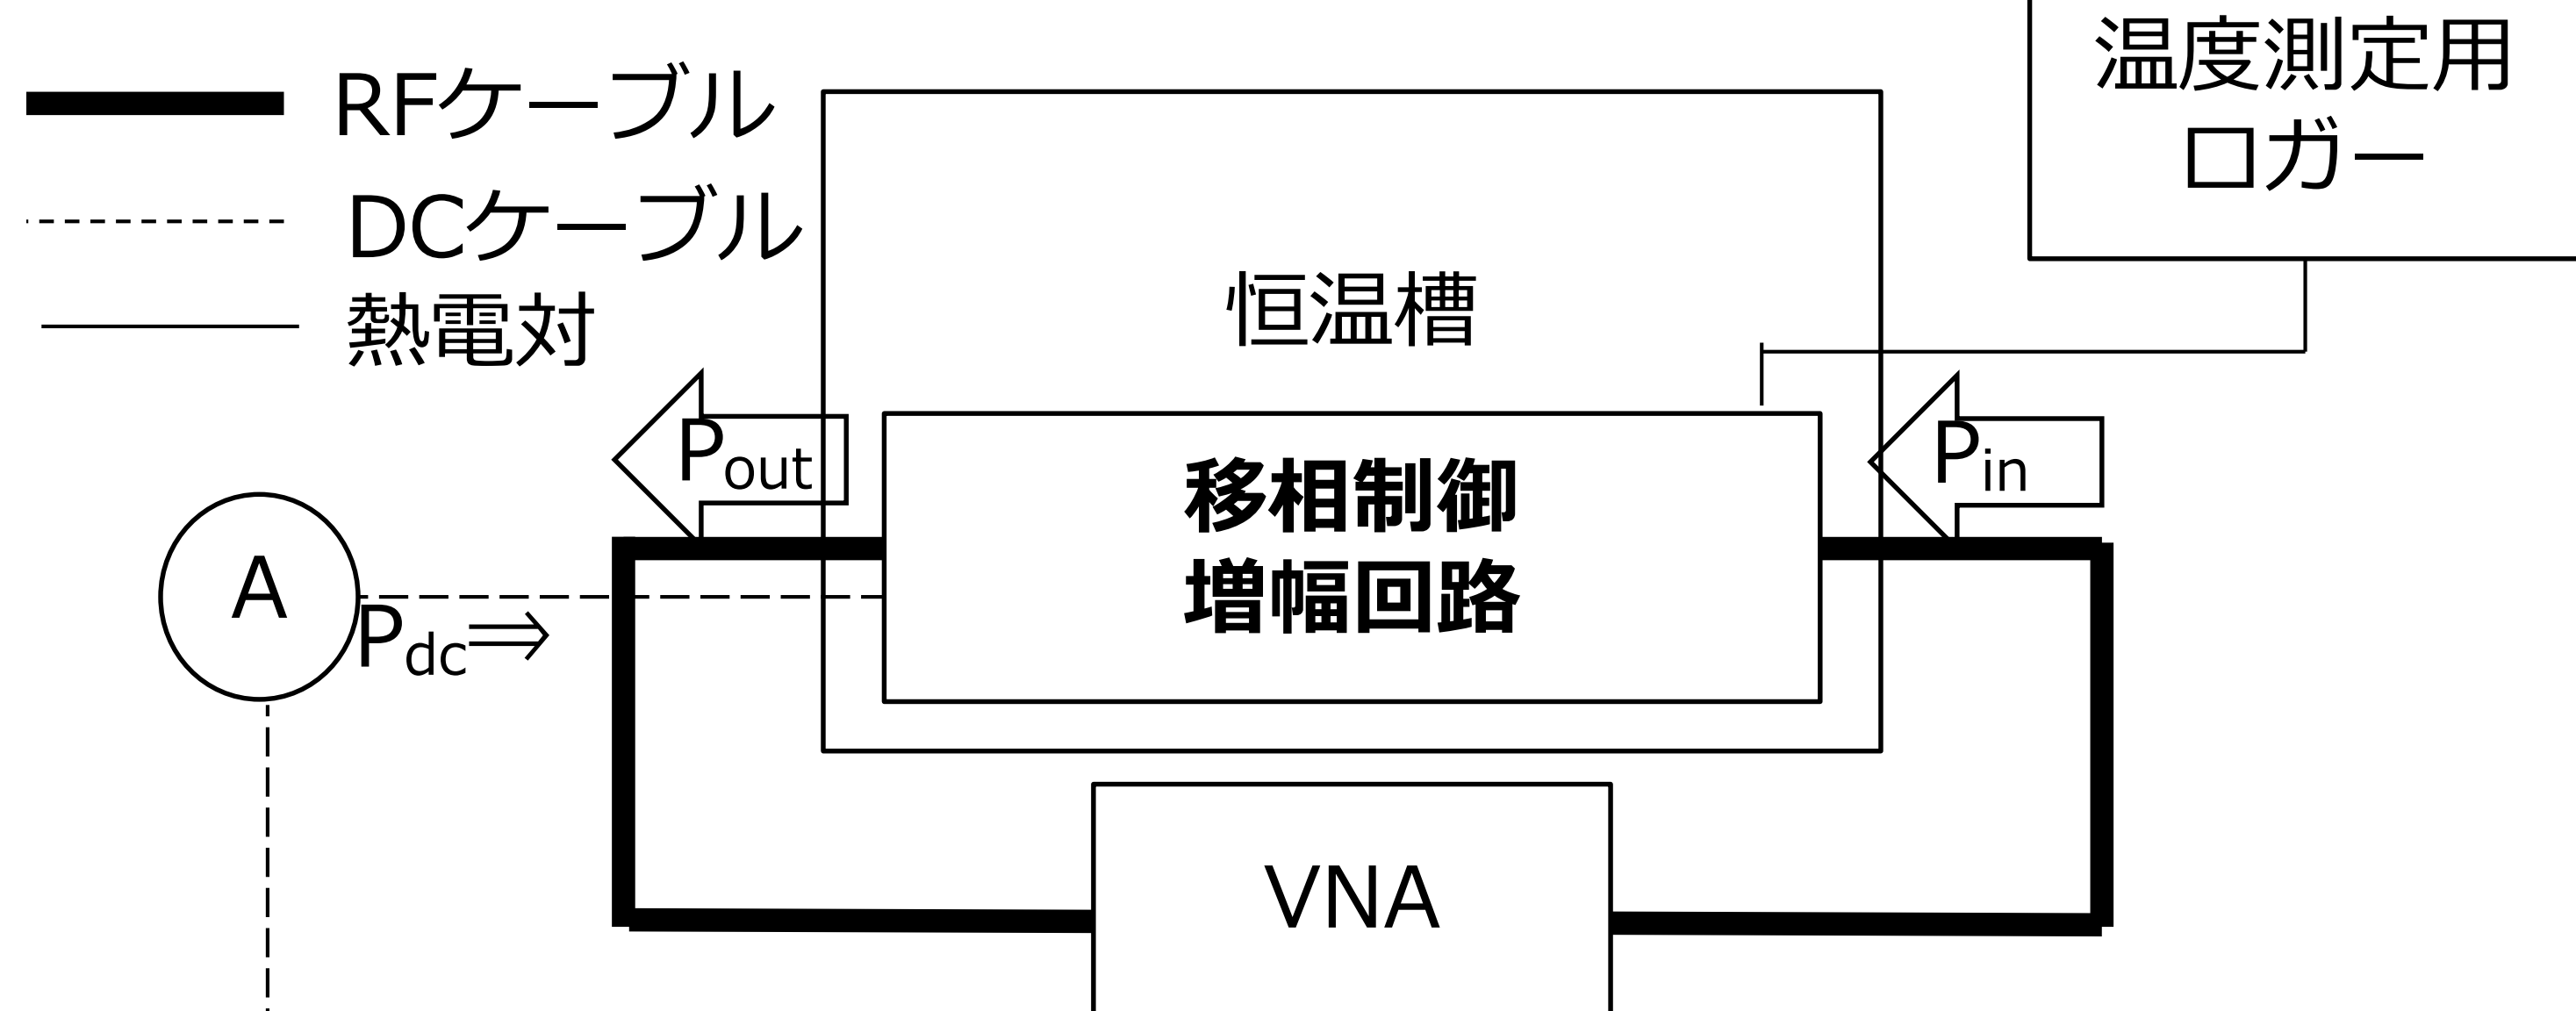 温度測定用
ロガー
RFケーブル
DCケーブル
熱電対
恒温槽
Pout
Pin
移相制御
増幅回路
A
Pdc⇒
VNA